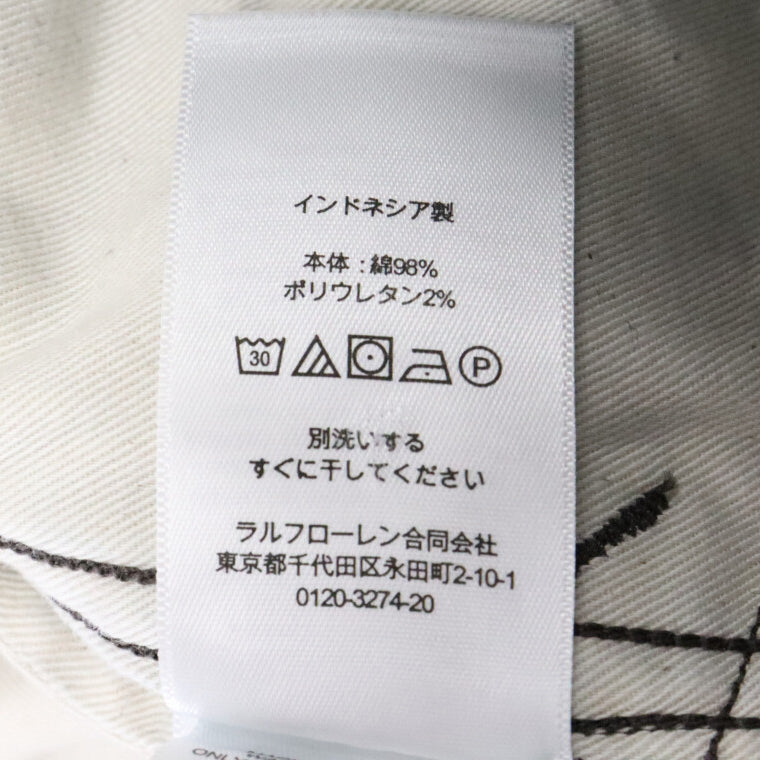 インドネシア製
本体：綿98%
ポリウレタン2%
30 P
別洗いする
すぐに干してください
ラルフローレン合同会社
東京都千代田区永田町2-10-1
0120-3274-20